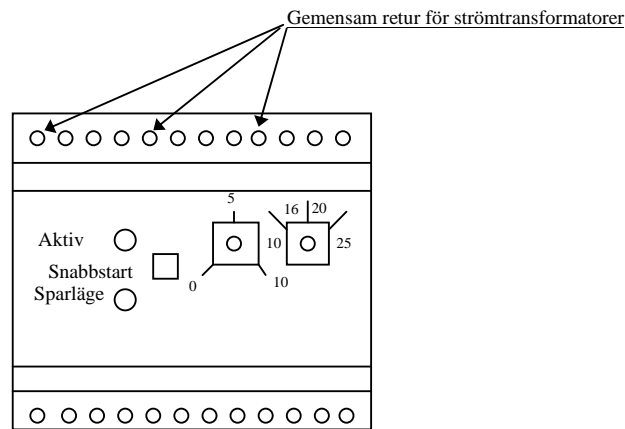 Gemensam retur för strömtransformatorer
5
16 20
Aktiv
10
25
Snabbstart
0
10
Sparläge